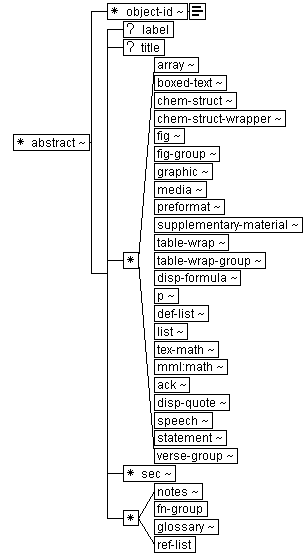 * object-id ~
? label
? title
array ~
boxed-text ~
chem-struct ~
chem-struct-wrapper ~
fig ~
fig-group ~
graphic ~
* abstract ~
media ~
preformat ~
supplementary-material ~
table-wrap ~
* table-wrap-group ~
disp-formula ~
p ~
def-list ~
list ~
tex-math ~
mml:math ~
ack ~
disp-quote ~
speech ~
statement ~
verse-group ~
* sec ~
notes ~
* fn-group
glossary ~
ref-list